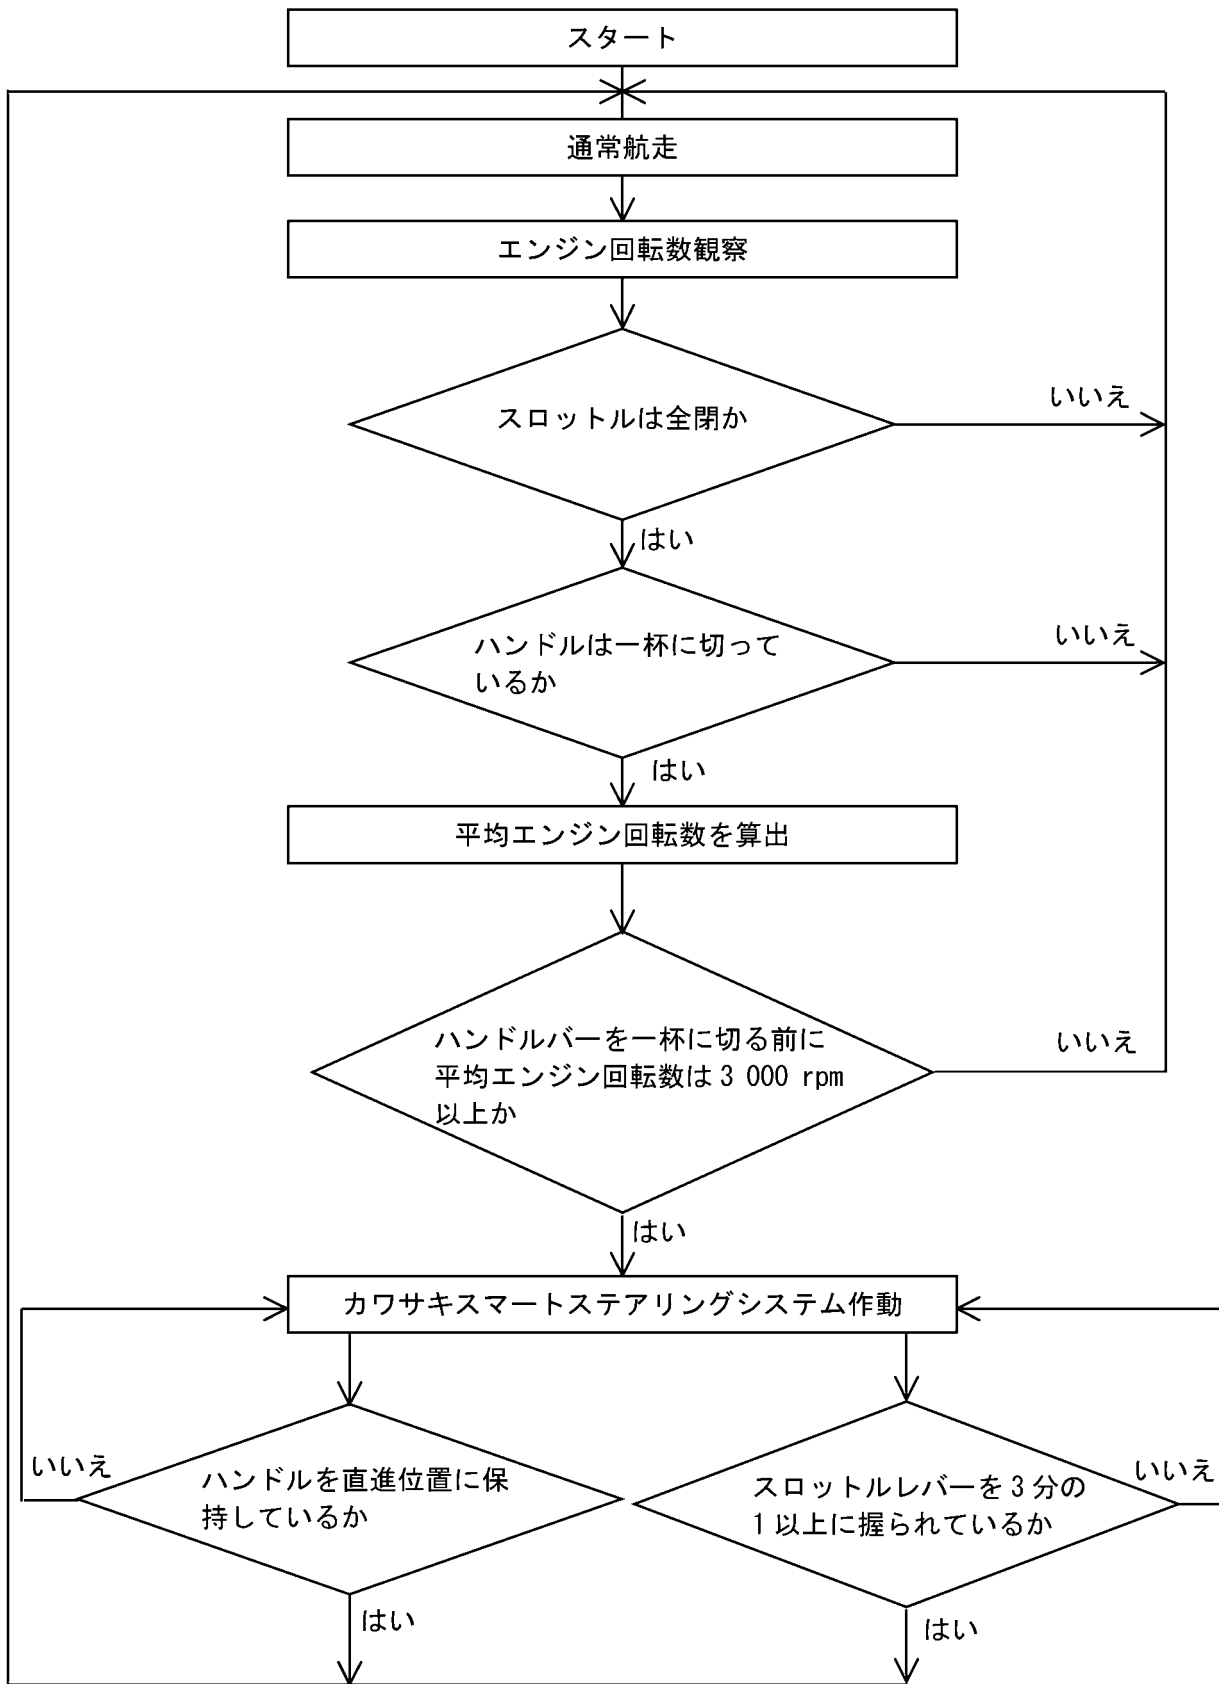 スタート
通常航走
エンジン回転数観察
スロットルは全閉か
いいえ
はい
ハンドルは一杯に切って
いるか
いいえ
はい
平均エンジン回転数を算出
ハンドルバーを一杯に切る前に
平均エンジン回転数は3 000 rpm
以上か
いいえ
はい
カワサキスマートステアリングシステム作動
いいえ
ハンドルを直進位置に保
持しているか
はい
スロットルレバーを3分の
1以上に握られているか
いいえ
はい